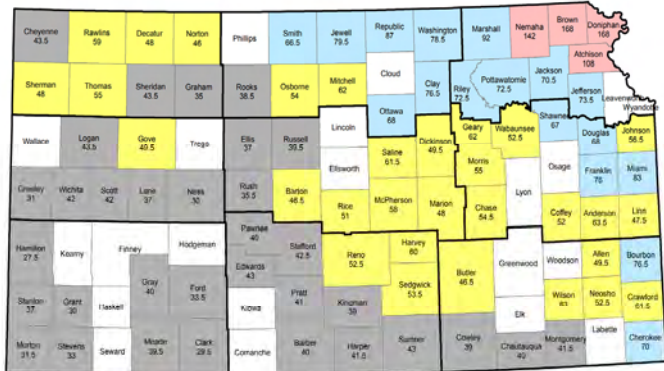 Cheyenne
43.5
Rawlins
59
Decatur
48
Norton
46
Phillips
Smith
66.5
Jewell
79.5
Republic
87
Washington
78.5
Marshall
92
Nemaha
142
Brown
168
Doniphan
168
Atchison
108
Sherman
48
Thomas
55
Sheridan
43.5
Graham
35
Rooks
38.5
Osborne
54
Mitchell
62
Cloud
Clay
76.5
Riley
72.5
Pottawatomie
72.5
Jackson
70.5
Jefferson
73.5
Leavenworth
Wyandotte
Ottawa
68
Wallace
Logan
43.5
Gove
49.5
Trego
Ellis
37
Russell
39.5
Lincoln
Ellsworth
Saline
61.5
Dickinson
49.5
Geary
62
Wabaunsee
52.5
Shawnee
67
Douglas
68
Johnson
56.5
Morris
55
Osage
Franklin
76
Miami
83
Greeley
31
Wichita
42
Scott
42
Lane
37
Ness
30
Rush
35.5
Barton
46.5
Rice
51
McPherson
58
Marion
48
Chase
54.5
Lyon
Coffey
52
Anderson
63.5
Linn
47.5
Hamilton
27.5
Kearny
Finney
Hodgeman
Pawnee
40
Stafford
42.5
Edwards
43
Reno
52.5
Harvey
60
Sedgwick
53.5
Butler
46.5
Greenwood
Woodson
Allen
49.5
Bourbon
76.5
Stanton
37
Grant
30
Haskell
Gray
40
Ford
33.5
Kiowa
Pratt
41
Kingman
39
Elk
Wilson
Neosho
52.5
Crawford
61.5
Morton
31.5
Stevens
33
Seward
Meade
39.5
Clark
29.5
Comanche
Barber
40
Harper
41.5
Sumner
43
Cowley
39
Chautauqua
40
Montgomery
41.5
Labette
Cherokee
70